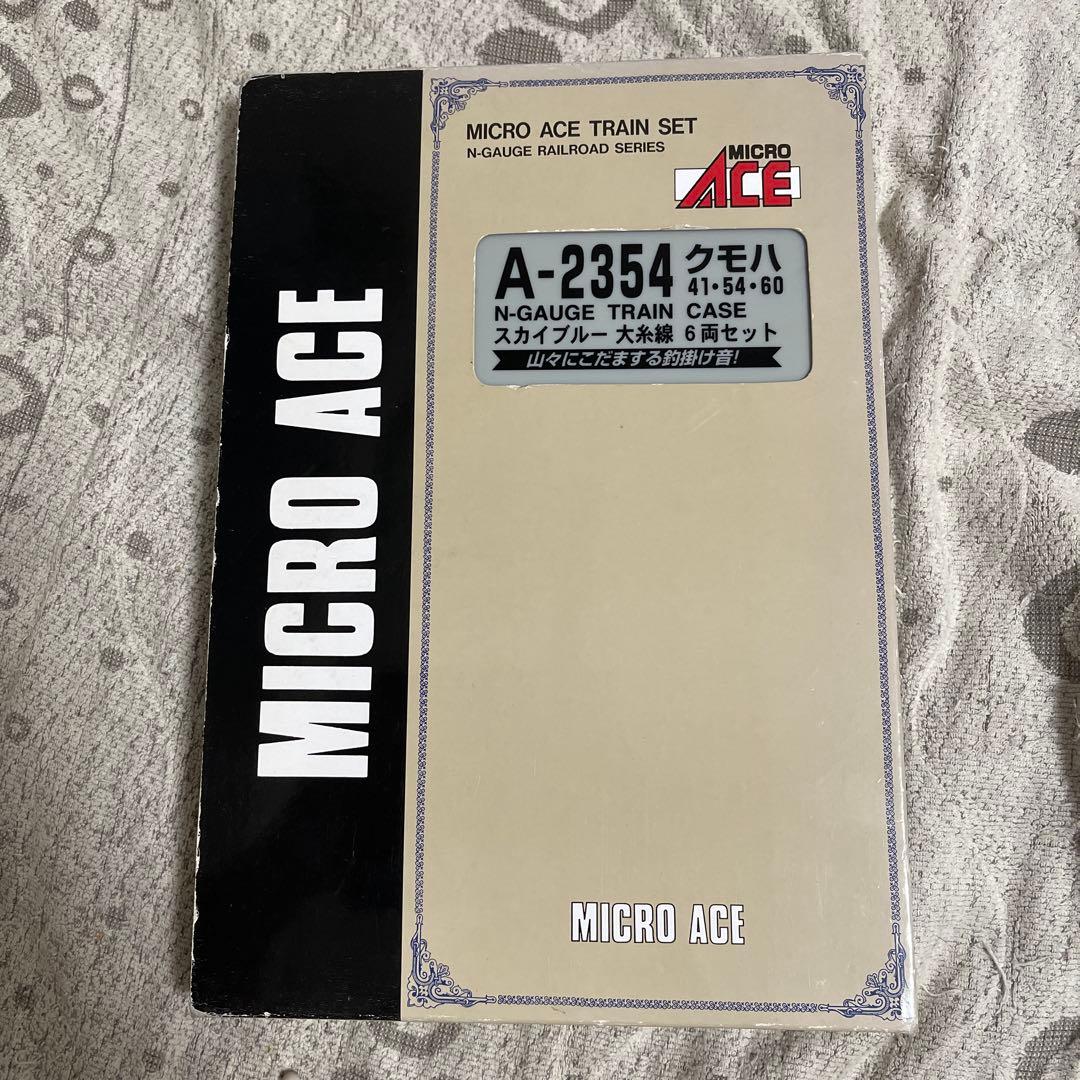 MICRO ACE
MICRO ACE TRAIN SET
N-GAUGE RAILROAD SERIES
MICRO
ACE
A-2354 クモハ
41・54・60
N-GAUGE TRAIN CASE
スカイブルー 大糸線 6両セット
山々にこだまする釣掛け音!
MICRO ACE